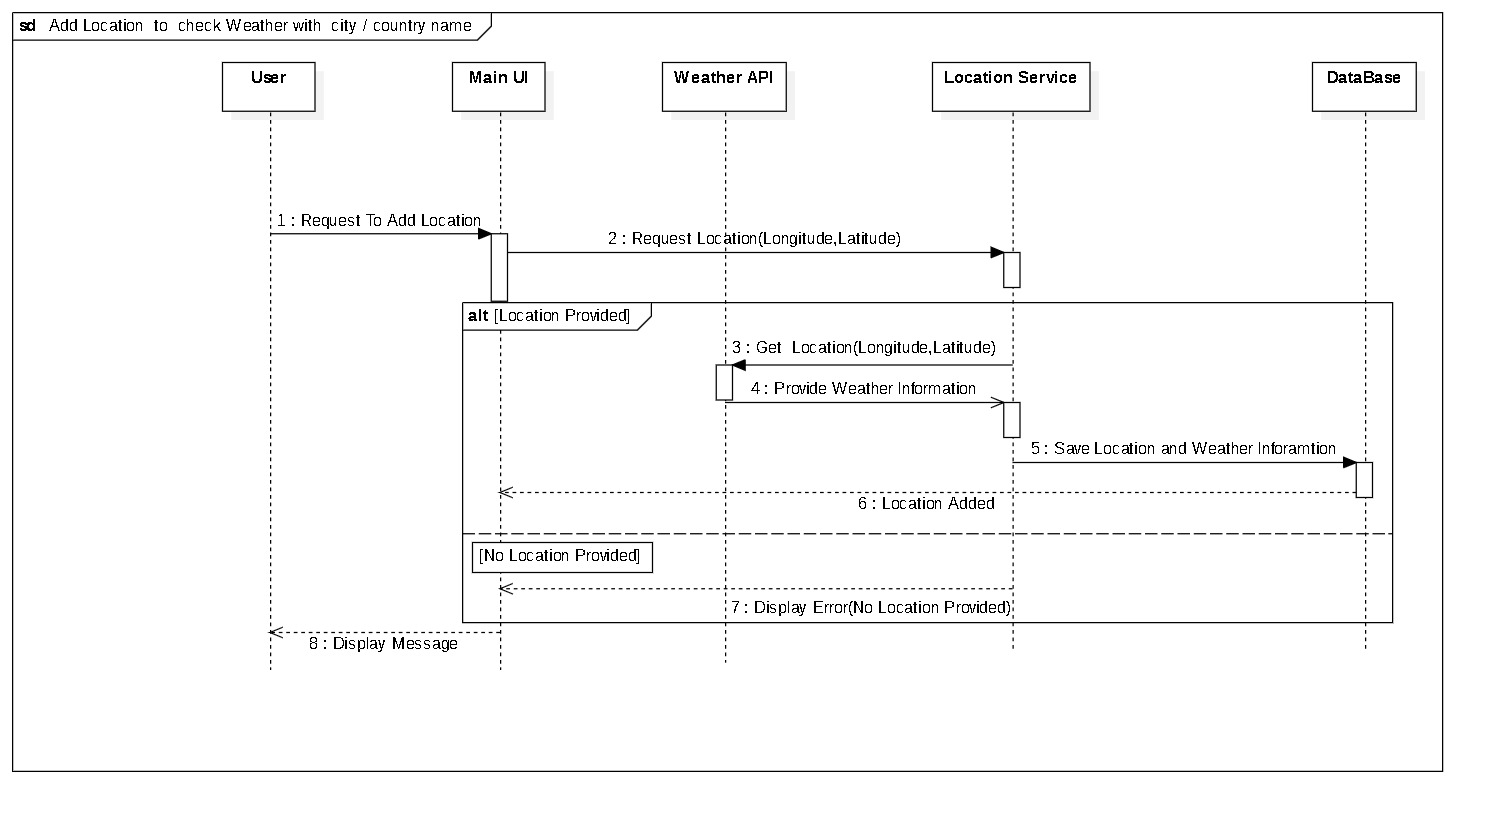 sd Add Location to check Weather with city / country name
User
Main UI
Weather API
Location Service
DataBase
1 : Request To Add Location
2 : Request Location(Longitude,Latitude)
alt [Location Provided]
3 : Get Location(Longitude,Latitude)
4 : Provide Weather Information
5 : Save Location and Weather Inforamtion
6 : Location Added
[No Location Provided]
7 : Display Error(No Location Provided)
8 : Display Message